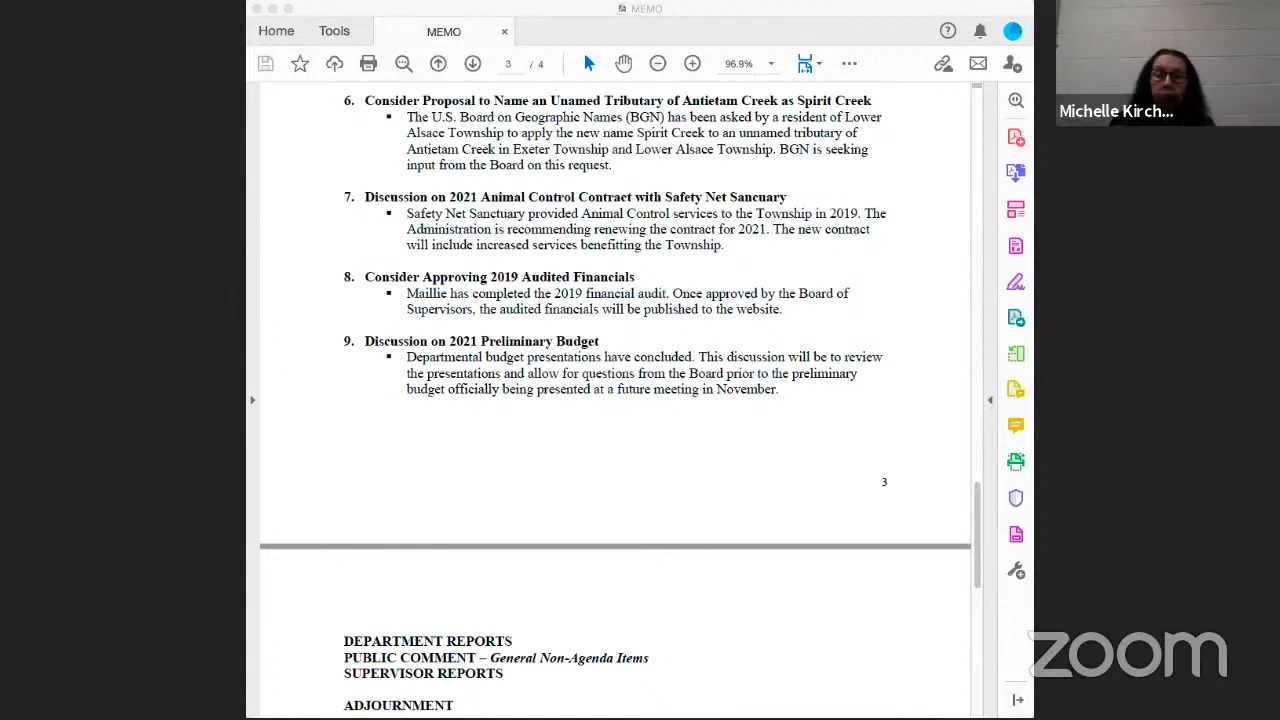 MEMO
Home
Tools
MEMO
×
3
/ 4
96.9%
6. Consider Proposal to Name an Unamed Tributary of Antietam Creek as Spirit Creek
▪ The U.S. Board on Geographic Names (BGN) has been asked by a resident of Lower
Alsace Township to apply the new name Spirit Creek to an unnamed tributary of
Antietam Creek in Exeter Township and Lower Alsace Township. BGN is seeking
input from the Board on this request.
7. Discussion on 2021 Animal Control Contract with Safety Net Sancuary
▪ Safety Net Sanctuary provided Animal Control services to the Township in 2019. The
Administration is recommending renewing the contract for 2021. The new contract
will include increased services benefitting the Township.
8. Consider Approving 2019 Audited Financials
▪ Maillie has completed the 2019 financial audit. Once approved by the Board of
Supervisors, the audited financials will be published to the website.
9. Discussion on 2021 Preliminary Budget
▪ Departmental budget presentations have concluded. This discussion will be to review
the presentations and allow for questions from the Board prior to the preliminary
budget officially being presented at a future meeting in November.
3
DEPARTMENT REPORTS
PUBLIC COMMENT – General Non-Agenda Items
SUPERVISOR REPORTS
ADJOURNMENT
Michelle Kirch...
zoom